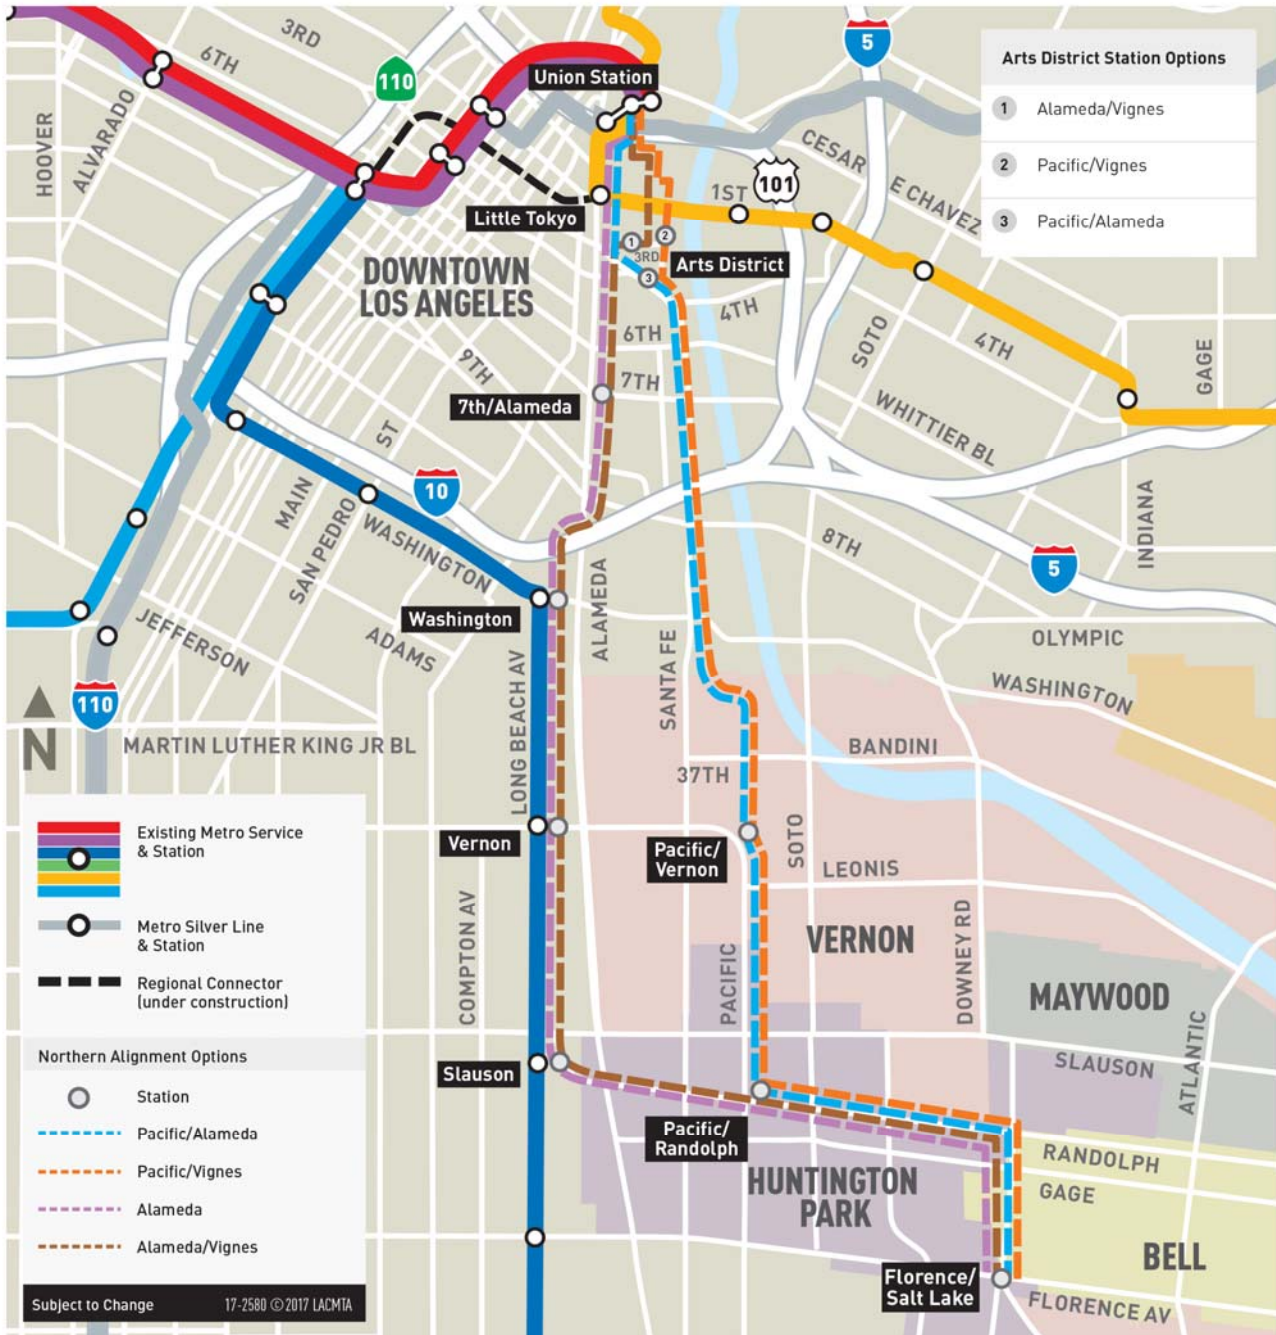 3RD
6TH
110
5
HOOVER
ALVARADO
Union Station
Arts District Station Options
1 Alameda/Vignes
2 Pacific/Vignes
3 Pacific/Alameda
CESAR
E CHAVEZ
101
1ST
Little Tokyo
1
2
3RD
3
Arts District
DOWNTOWN
LOS ANGELES
4TH
6TH
SOTO
4TH
GAGE
9TH
7TH
7th/Alameda
WHITTIER BL
ST
10
MAIN
SAN PEDRO
WASHINGTON
8TH
INDIANA
5
Washington
ALAMEDA
JEFFERSON
ADAMS
OLYMPIC
LONG BEACH AV
SANTA FE
WASHINGTON
110
N
MARTIN LUTHER KING JR BL
BANDINI
37TH
SOTO
Vernon
Pacific/
Vernon
LEONIS
COMPTON AV
PACIFIC
VERNON
DOWNEY RD
MAYWOOD
ATLANTIC
SLAUSON
Slauson
Pacific/
Randolph
RANDOLPH
GAGE
HUNTINGTON
PARK
BELL
Florence/
Salt Lake
FLORENCE AV
Existing Metro Service
& Station
Metro Silver Line
& Station
Regional Connector
(under construction)
Northern Alignment Options
Station
Pacific/Alameda
Pacific/Vignes
Alameda
Alameda/Vignes
Subject to Change 17-2580 © 2017 LACMTA